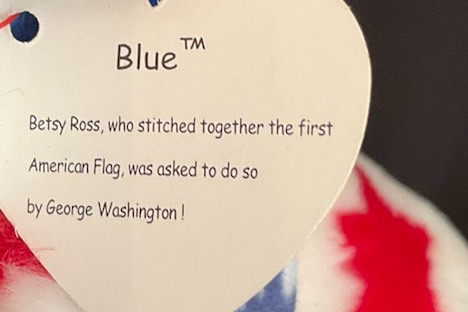 Blue™
Betsy Ross, who stitched together the first
American Flag, was asked to do so
by George Washington !